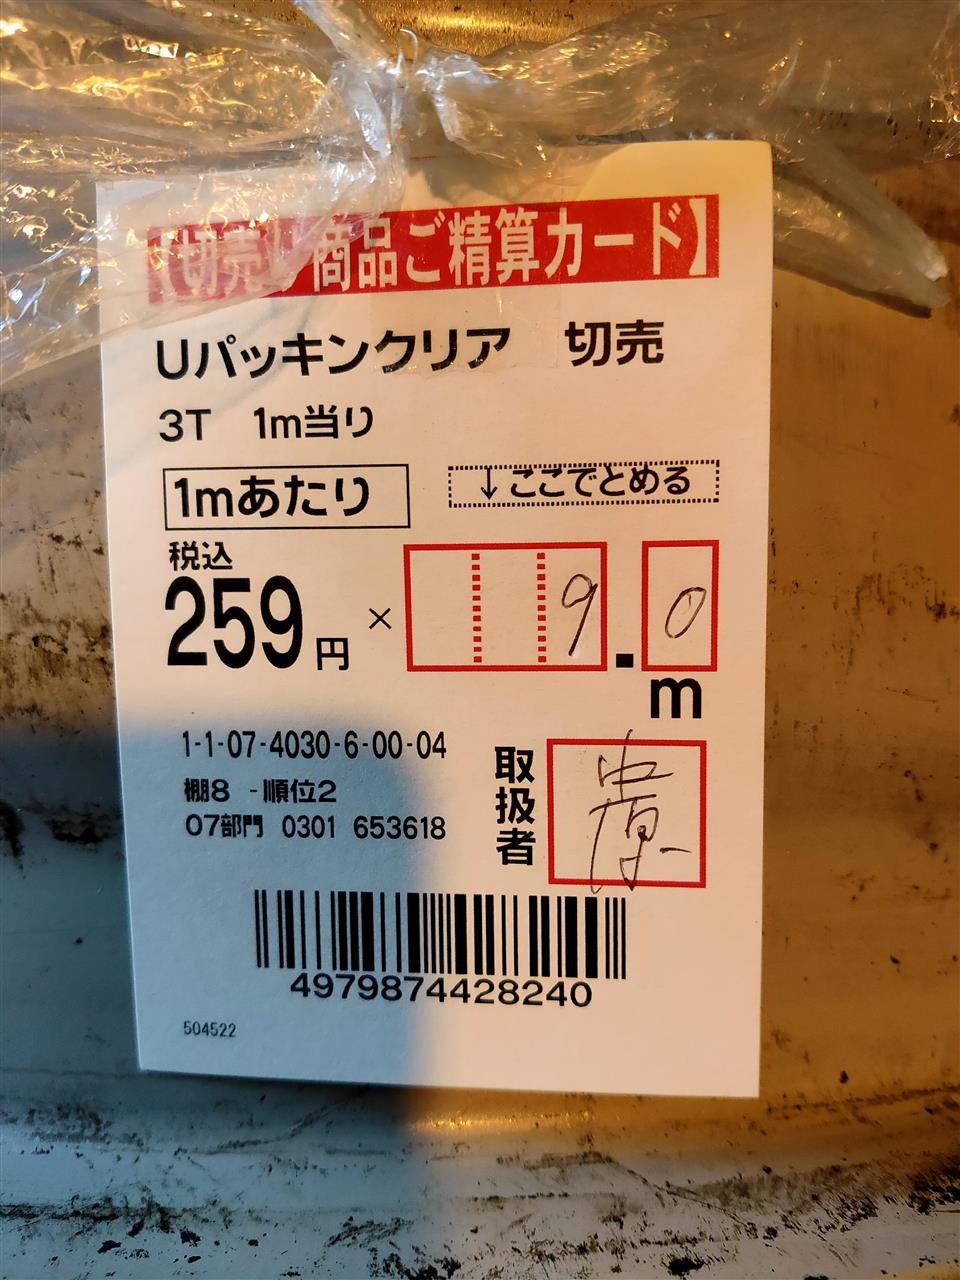 【切売り商品ご精算カード】
Uパッキンクリア 切売
3T 1m当り
1mあたり
↓ここでとめる
税込
259円 × 9.0m
1-1-07-4030-6-00-04
棚8 -順位2
07部門 0301 653618
取扱者
4979874428240
504522